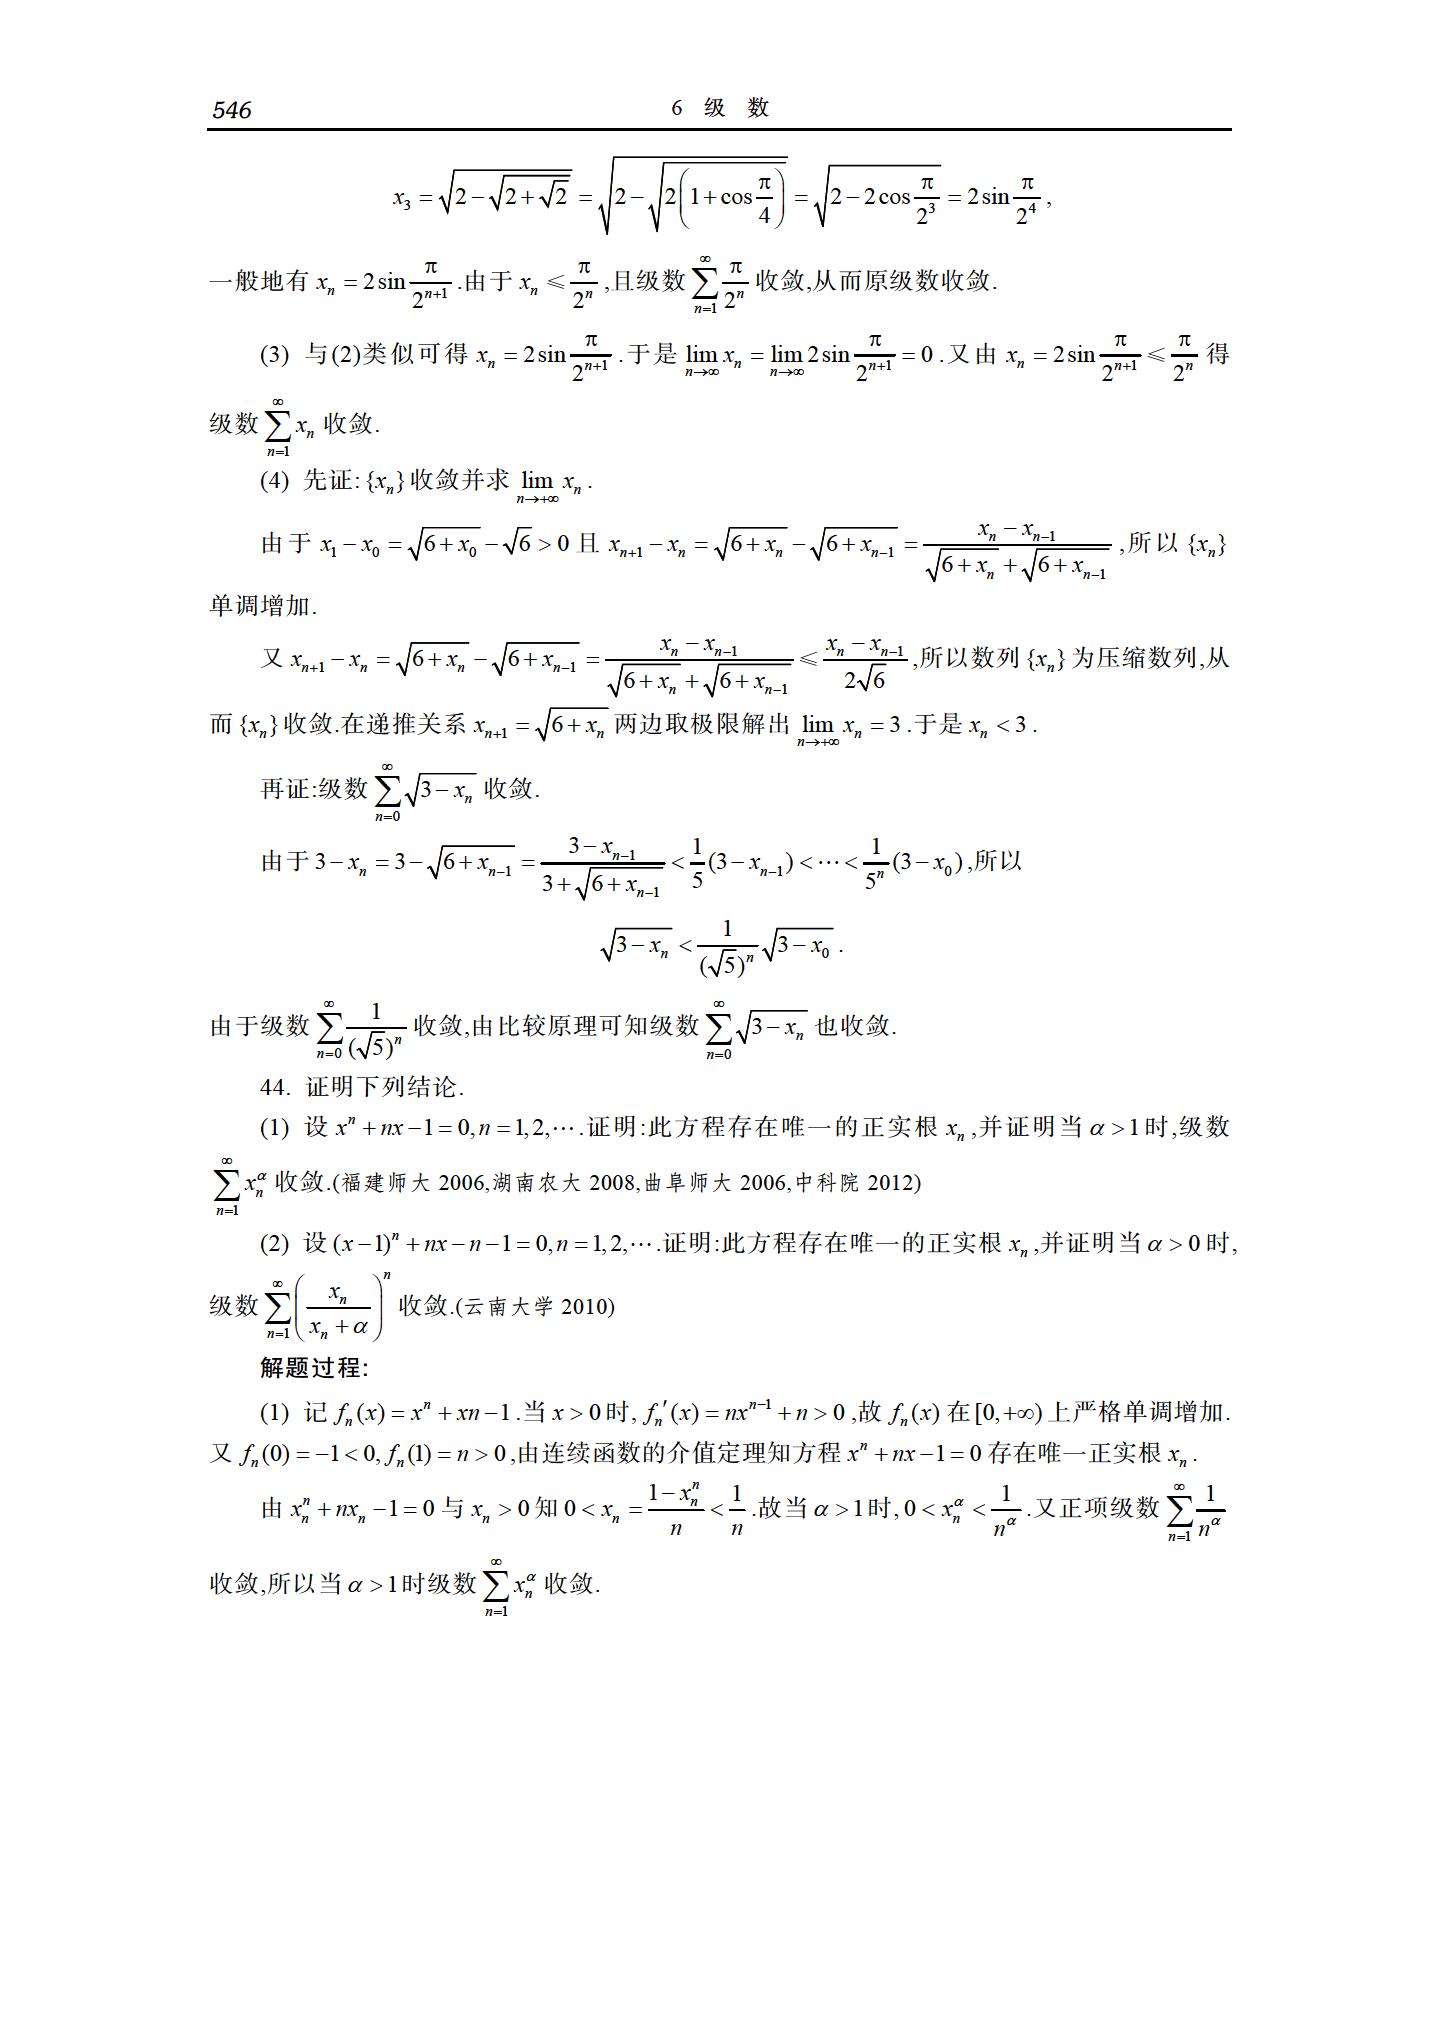 546 6 级 数
$x_3=\sqrt{2-\sqrt{2+\sqrt{2}}}=\sqrt{2-\sqrt{2\left(1+\cos\frac{\pi}{4}\right)}}=\sqrt{2-2\cos\frac{\pi}{2^3}}=2\sin\frac{\pi}{2^4}$,
一般地有 $x_n=2\sin\frac{\pi}{2^{n+1}}$.由于 $x_n\leqslant\frac{\pi}{2^n}$,且级数 $\sum_{n=1}^{\infty}\frac{\pi}{2^n}$ 收敛,从而原级数收敛.
(3) 与(2)类似可得 $x_n=2\sin\frac{\pi}{2^{n+1}}$.于是 $\lim_{n\to\infty}x_n=\lim_{n\to\infty}2\sin\frac{\pi}{2^{n+1}}=0$.又由 $x_n=2\sin\frac{\pi}{2^{n+1}}\leqslant\frac{\pi}{2^n}$ 得
级数 $\sum_{n=1}^{\infty}x_n$ 收敛.
(4) 先证: $\{x_n\}$ 收敛并求 $\lim_{n\to+\infty}x_n$.
由于 $x_1-x_0=\sqrt{6+x_0}-\sqrt{6}>0$ 且 $x_{n+1}-x_n=\sqrt{6+x_n}-\sqrt{6+x_{n-1}}=\frac{x_n-x_{n-1}}{\sqrt{6+x_n}+\sqrt{6+x_{n-1}}}$,所以 $\{x_n\}$
单调增加.
又 $x_{n+1}-x_n=\sqrt{6+x_n}-\sqrt{6+x_{n-1}}=\frac{x_n-x_{n-1}}{\sqrt{6+x_n}+\sqrt{6+x_{n-1}}}\leqslant\frac{x_n-x_{n-1}}{2\sqrt{6}}$,所以数列 $\{x_n\}$ 为压缩数列,从
而 $\{x_n\}$ 收敛.在递推关系 $x_{n+1}=\sqrt{6+x_n}$ 两边取极限解出 $\lim_{n\to+\infty}x_n=3$.于是 $x_n<3$.
再证:级数 $\sum_{n=0}^{\infty}\sqrt{3-x_n}$ 收敛.
由于 $3-x_n=3-\sqrt{6+x_{n-1}}=\frac{3-x_{n-1}}{3+\sqrt{6+x_{n-1}}}<\frac{1}{5}(3-x_{n-1})<\cdots<\frac{1}{5^n}(3-x_0)$,所以
$\sqrt{3-x_n}<\frac{1}{(\sqrt{5})^n}\sqrt{3-x_0}$.
由于级数 $\sum_{n=0}^{\infty}\frac{1}{(\sqrt{5})^n}$ 收敛,由比较原理可知级数 $\sum_{n=0}^{\infty}\sqrt{3-x_n}$ 也收敛.
44. 证明下列结论.
(1) 设 $x^n+nx-1=0,n=1,2,\cdots$.证明:此方程存在唯一的正实根 $x_n$,并证明当 $\alpha>1$ 时,级数
$\sum_{n=1}^{\infty}x_n^{\alpha}$ 收敛.(福建师大 2006,湖南农大 2008,曲阜师大 2006,中科院 2012)
(2) 设 $(x-1)^n+nx-n-1=0,n=1,2,\cdots$.证明:此方程存在唯一的正实根 $x_n$,并证明当 $\alpha>0$ 时,
级数 $\sum_{n=1}^{\infty}\left(\frac{x_n}{x_n+\alpha}\right)^n$ 收敛.(云南大学 2010)
解题过程:
(1) 记 $f_n(x)=x^n+xn-1$.当 $x>0$ 时, $f_n'(x)=nx^{n-1}+n>0$,故 $f_n(x)$ 在 $[0,+\infty)$ 上严格单调增加.
又 $f_n(0)=-1<0,f_n(1)=n>0$,由连续函数的介值定理知方程 $x^n+nx-1=0$ 存在唯一正实根 $x_n$.
由 $x_n^n+nx_n-1=0$ 与 $x_n>0$ 知 $0<x_n=\frac{1-x_n^n}{n}<\frac{1}{n}$.故当 $\alpha>1$ 时, $0<x_n^{\alpha}<\frac{1}{n^{\alpha}}$.又正项级数 $\sum_{n=1}^{\infty}\frac{1}{n^{\alpha}}$
收敛,所以当 $\alpha>1$ 时级数 $\sum_{n=1}^{\infty}x_n^{\alpha}$ 收敛.